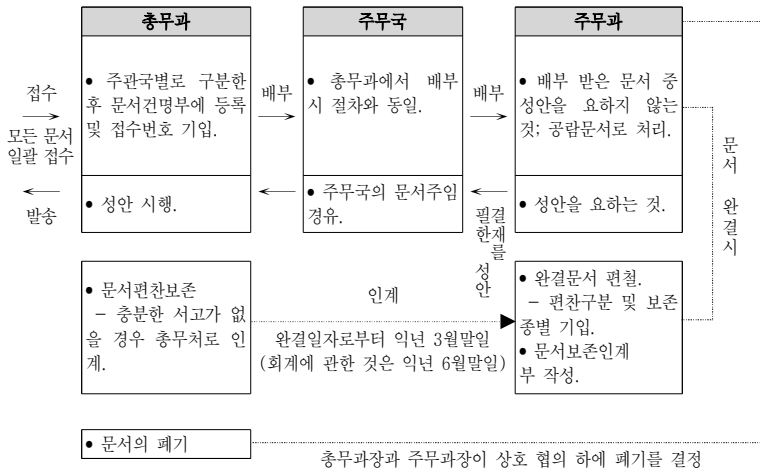 총무과
주무국
주무과
접수
모든 문서
일괄 접수
• 주관국별로 구분한
후 문서건명부에 등록
및 접수번호 기입.
배부
• 총무과에서 배부
시 절차와 동일.
배부
• 배부 받은 문서 중
성안을 요하지 않는
것; 공람문서로 처리.
발송
• 성안 시행.
• 주무국의 문서주임
경유.
결재를
필한 성안
• 성안을 요하는 것.
문서 완결시
• 문서편찬보존
- 충분한 서고가 없
을 경우 총무처로 인
계.
인계
완결일자로부터 익년 3월말일
(회계에 관한 것은 익년 6월말일)
• 완결문서 편철.
- 편찬구분 및 보존
종별 기입.
• 문서보존인계
부 작성.
• 문서의 폐기
총무과장과 주무과장이 상호 협의 하에 폐기를 결정